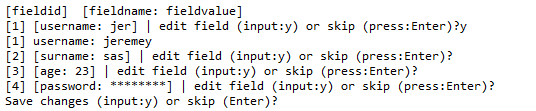 [fieldid]  [fieldname: fieldvalue]
[1] [username: jer] | edit field (input:y) or skip (press:Enter)?y
[1] username: jeremey
[2] [surname: sas] | edit field (input:y) or skip (press:Enter)?
[3] [age: 23] | edit field (input:y) or skip (press:Enter)?
[4] [password: ********] | edit field (input:y) or skip (press:Enter)?
Save changes (input:y) or skip (Enter)?